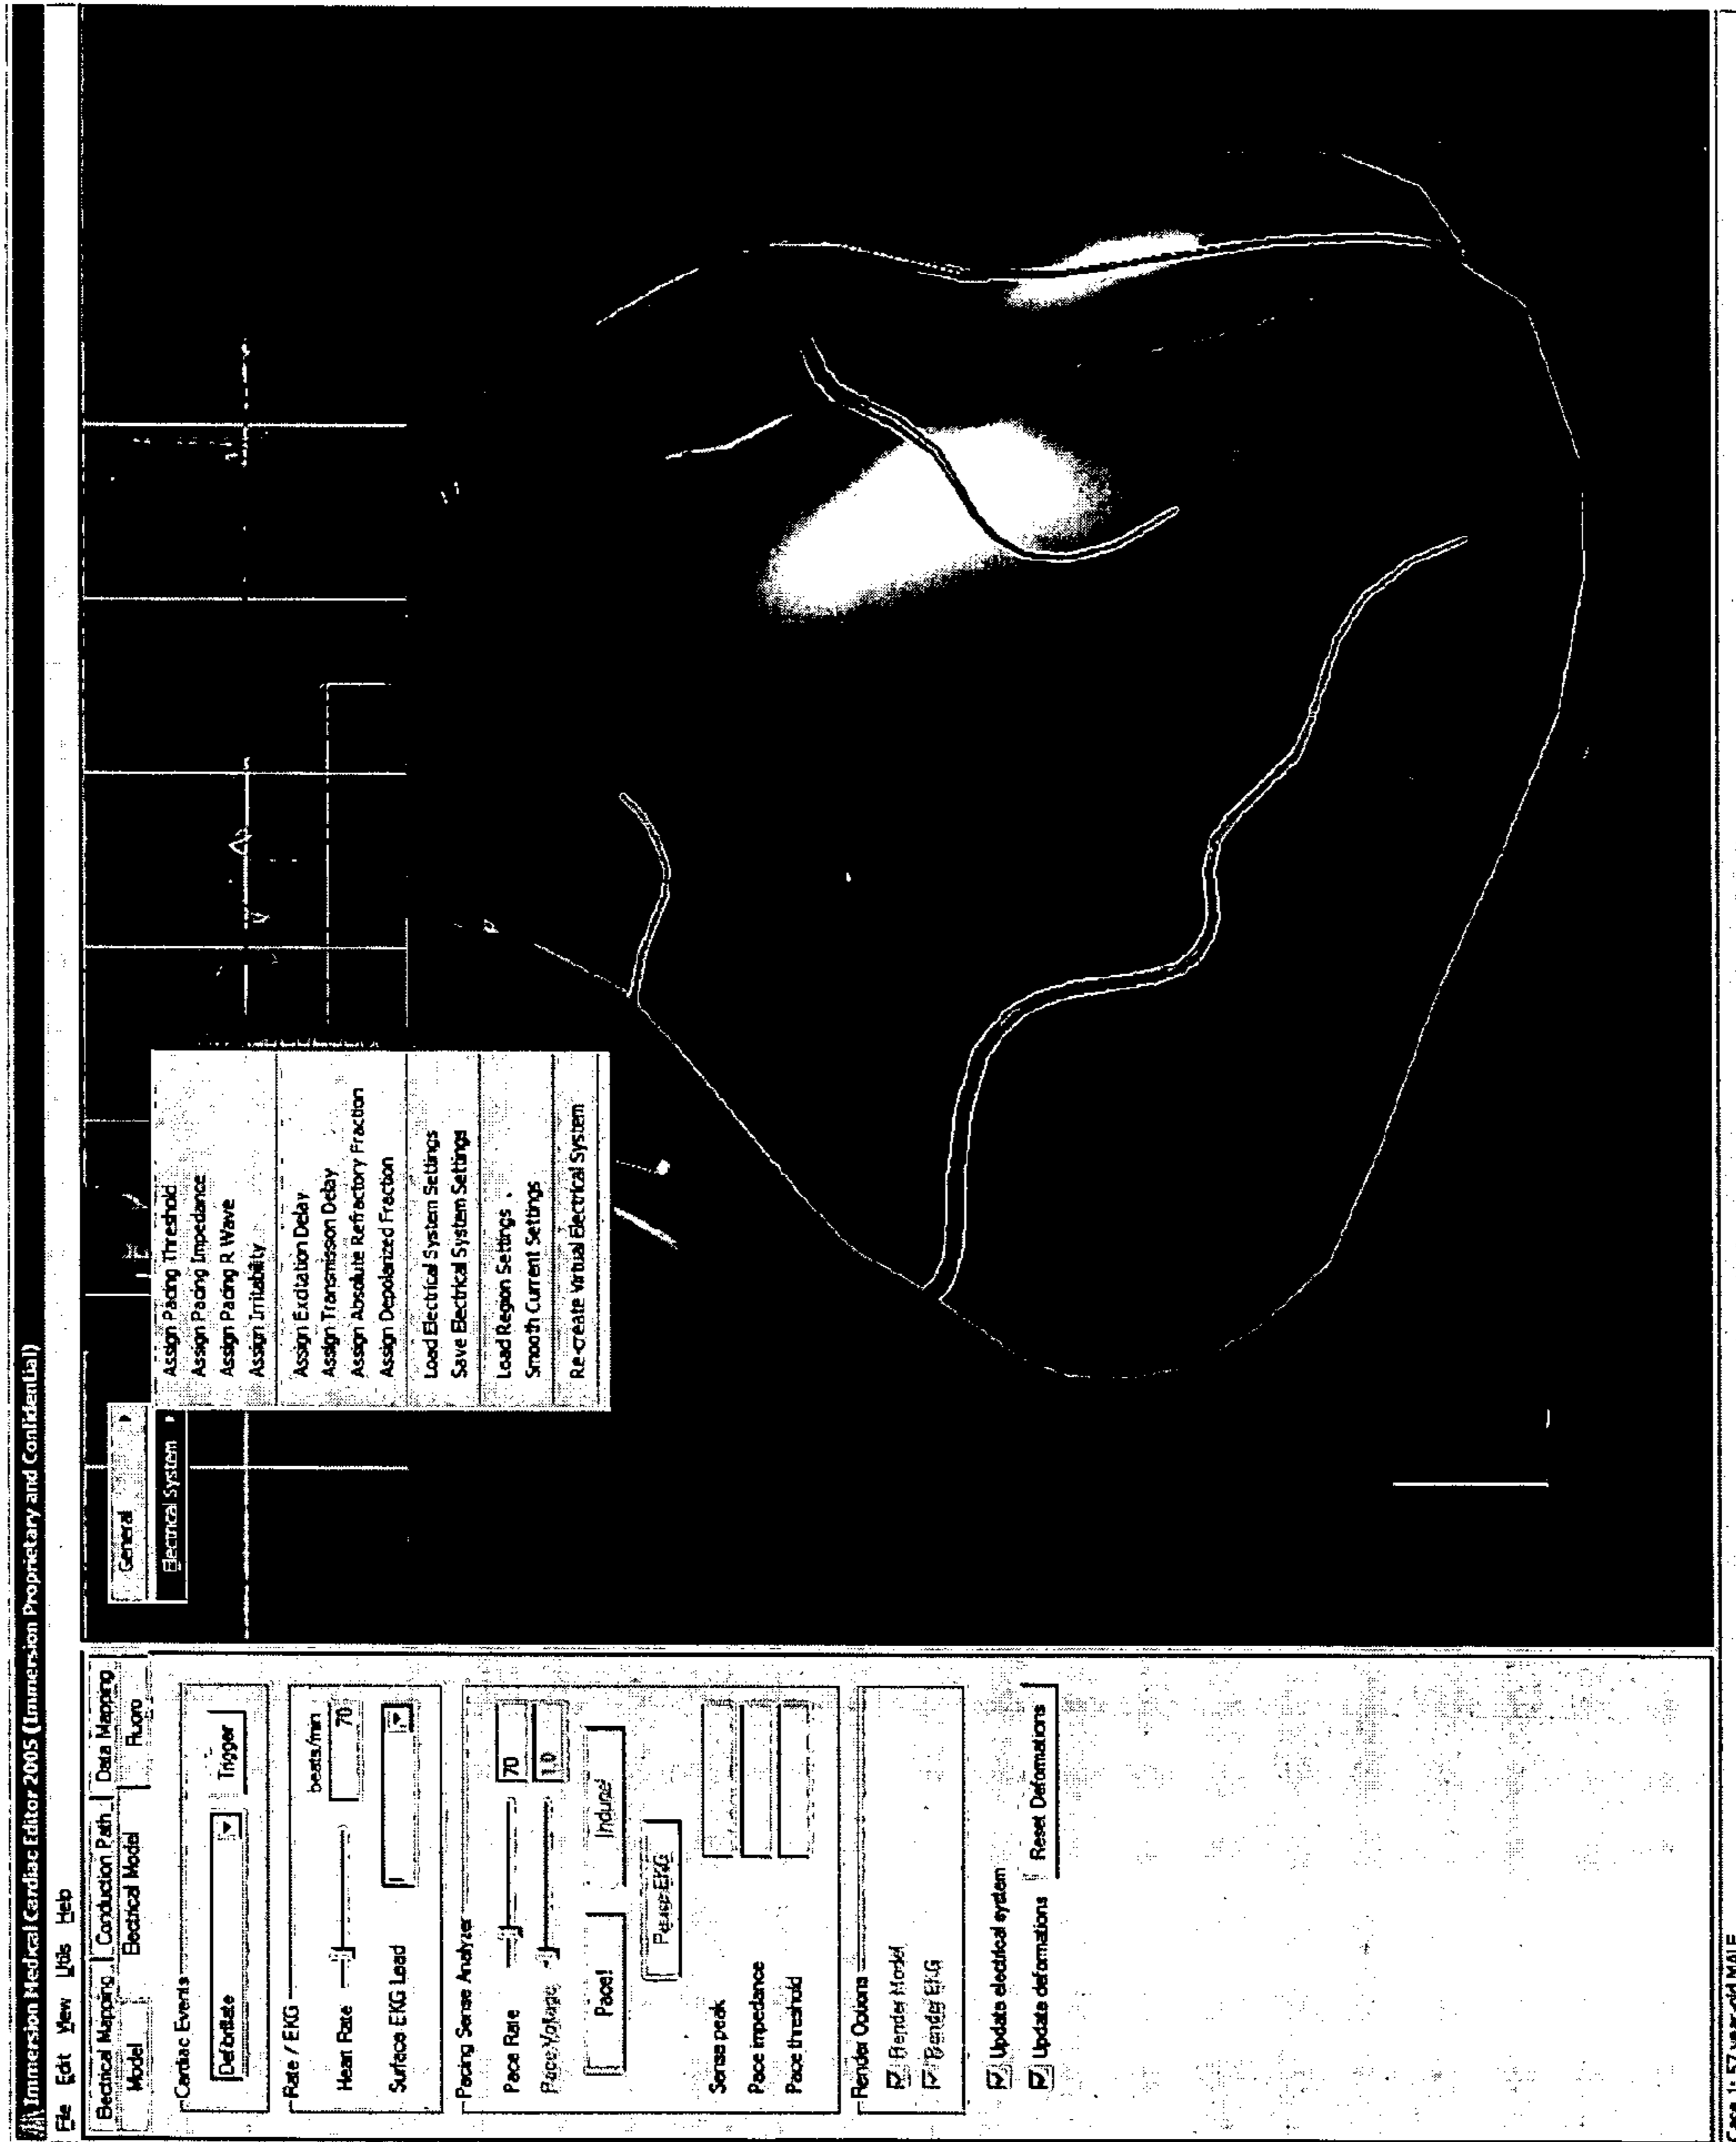 Immersion Medical Cardiac Editor 2005 (Immersion Proprietary and Confidential)
File Edit View Utils Help
Electrical Mapping Conduction Path Data Mapping
Model Electrical Model Fluoro
Cardiac Events
Defibrillate Trigger
Rate / EKG
beats/min
Heart Rate 70
Surface EKG Lead
Pacing Sense Analyzer
Pace Rate 70
Pace Voltage 1.0
Pace! Induce!
Pause EKG
Sense peak
Pace impedance
Pace threshold
Render Options
Render Model
Render EKG
Update electrical system
Update deformations Reset Deformations
General
Electrical System
Assign Pacing Threshold
Assign Pacing Impedance
Assign Pacing R Wave
Assign Irritability
Assign Excitation Delay
Assign Transmission Delay
Assign Absolute Refractory Fraction
Assign Depolarized Fraction
Load Electrical System Settings
Save Electrical System Settings
Load Region Settings
Smooth Current Settings
Re-create Virtual Electrical System
Case 1: 57 year old MALE